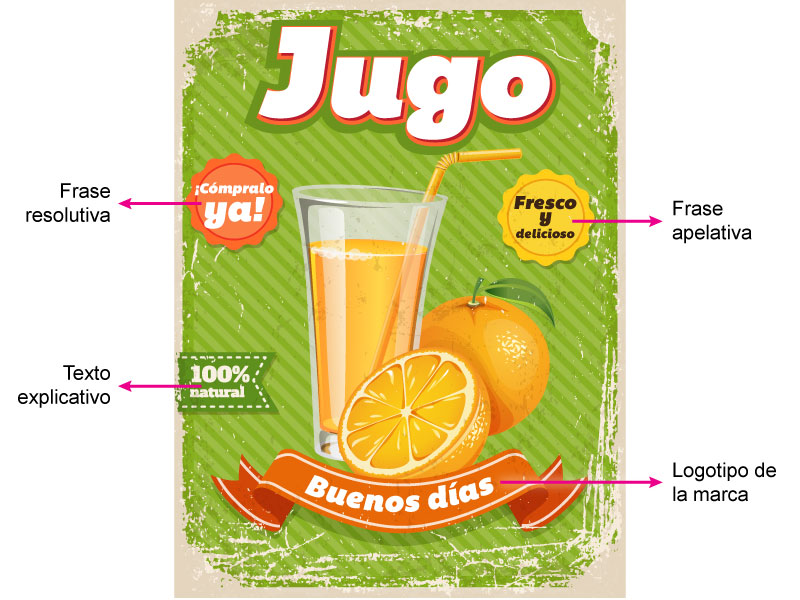 Jugo
Frase
resolutiva
¡Cómpralo
ya!
Fresco
y
delicioso
Frase
apelativa
Texto
explicativo
100%
natural
Buenos días
Logotipo de
la marca